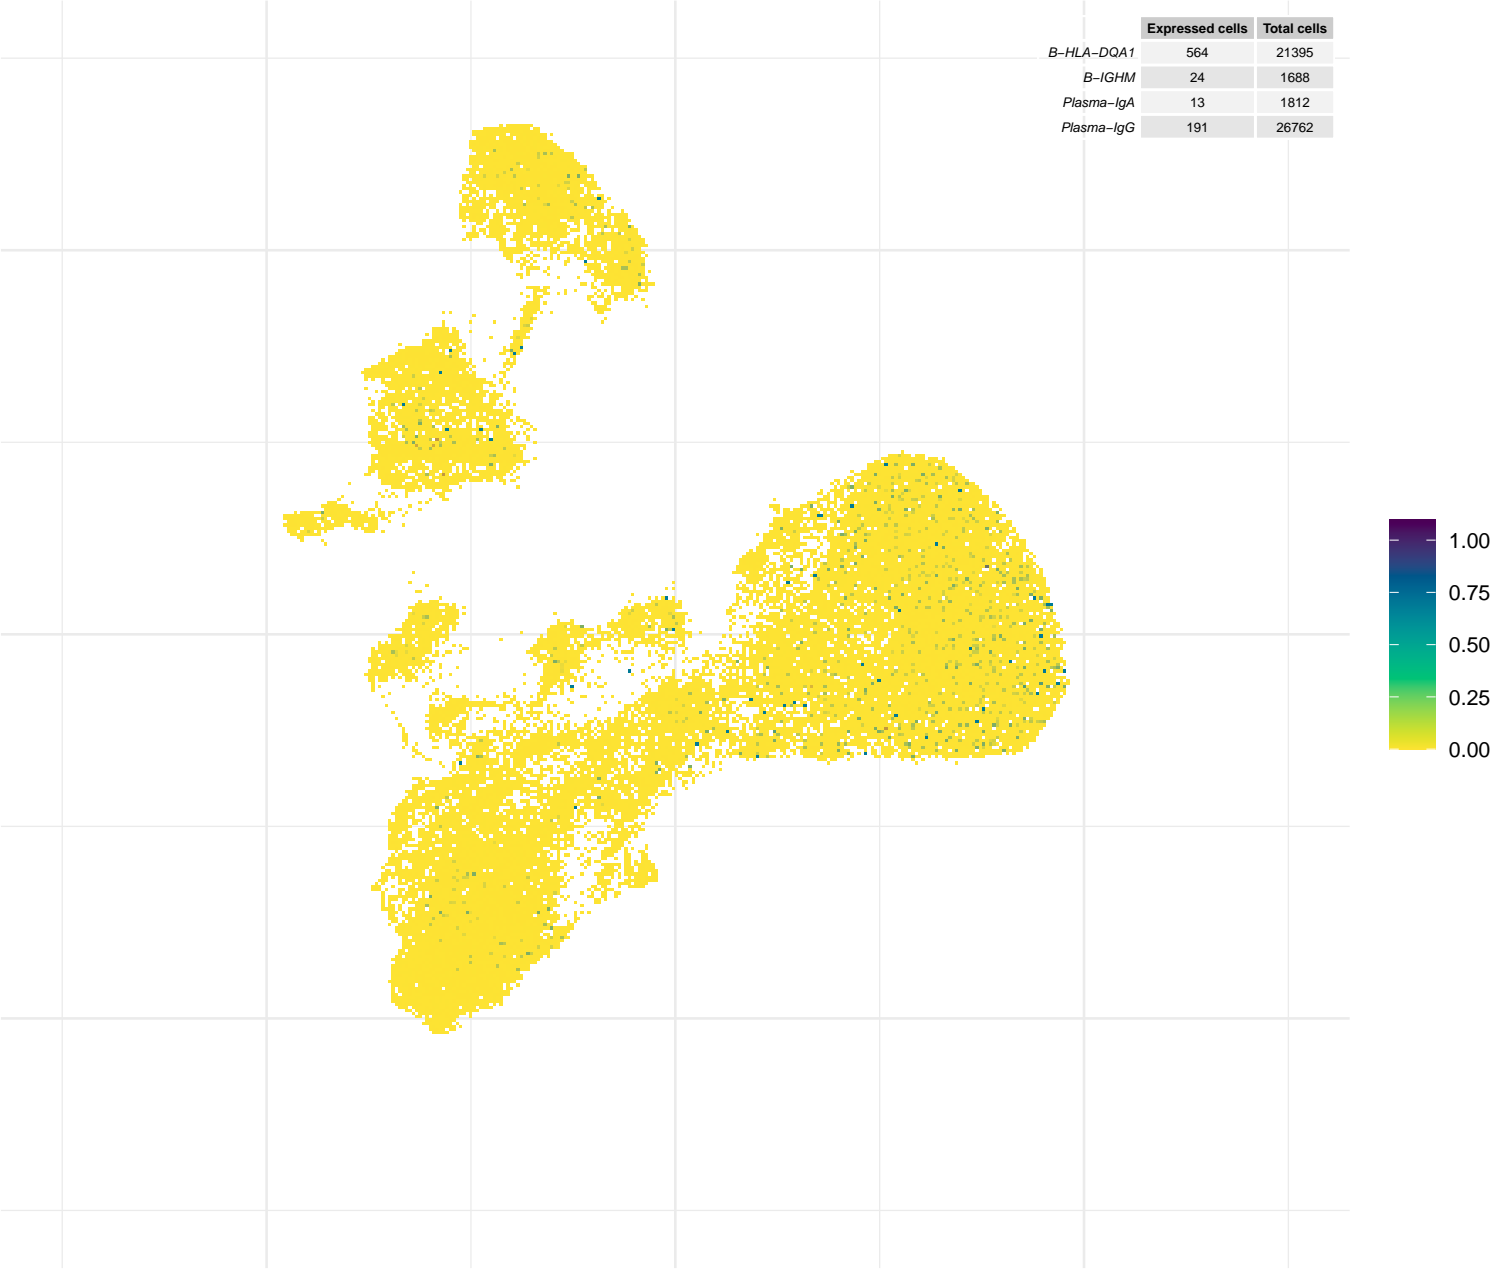 Expressed cells Total cells
B−HLA−DQA1 564 21395
B−IGHM 24 1688
Plasma−IgA 13 1812
Plasma−IgG 191 26762
1.00
0.75
0.50
0.25
0.00